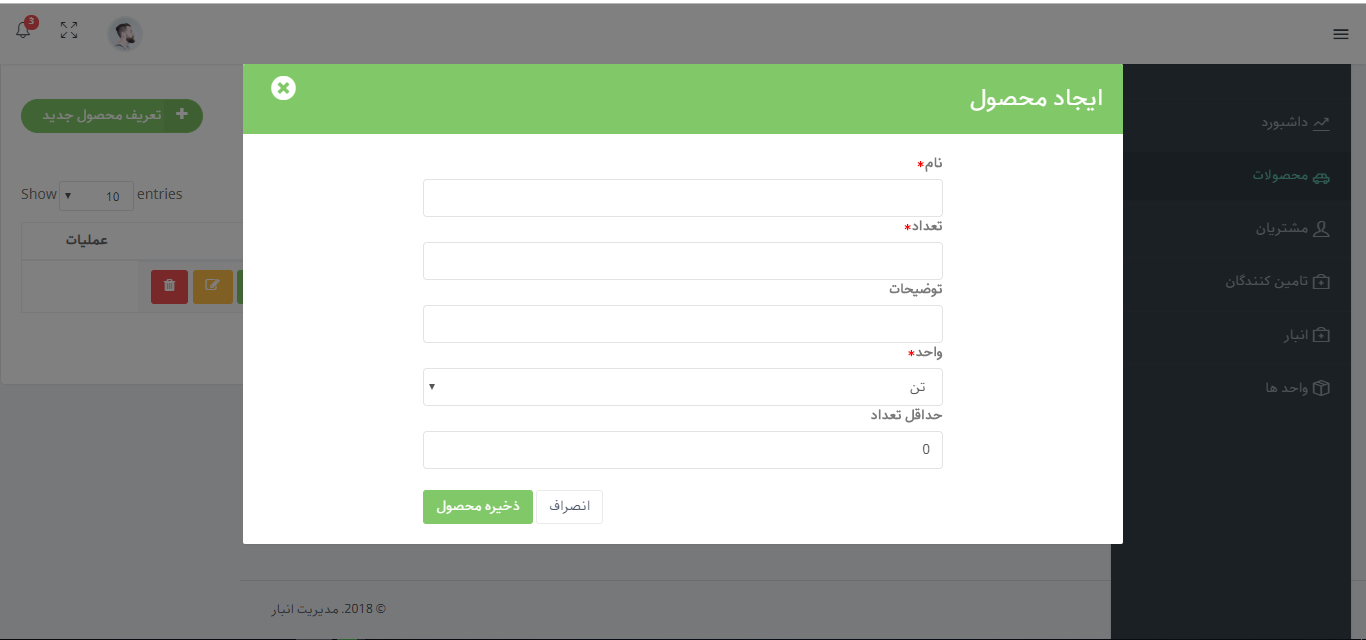 3
ایجاد محصول
تعریف محصول جدید
داشبورد
محصولات
مشتریان
تامین کنندگان
انبار
واحد ها
Show 10 entries
عملیات
نام*
تعداد*
توضیحات
واحد*
تن
حداقل تعداد
0
انصراف
ذخیره محصول
© 2018. مدیریت انبار